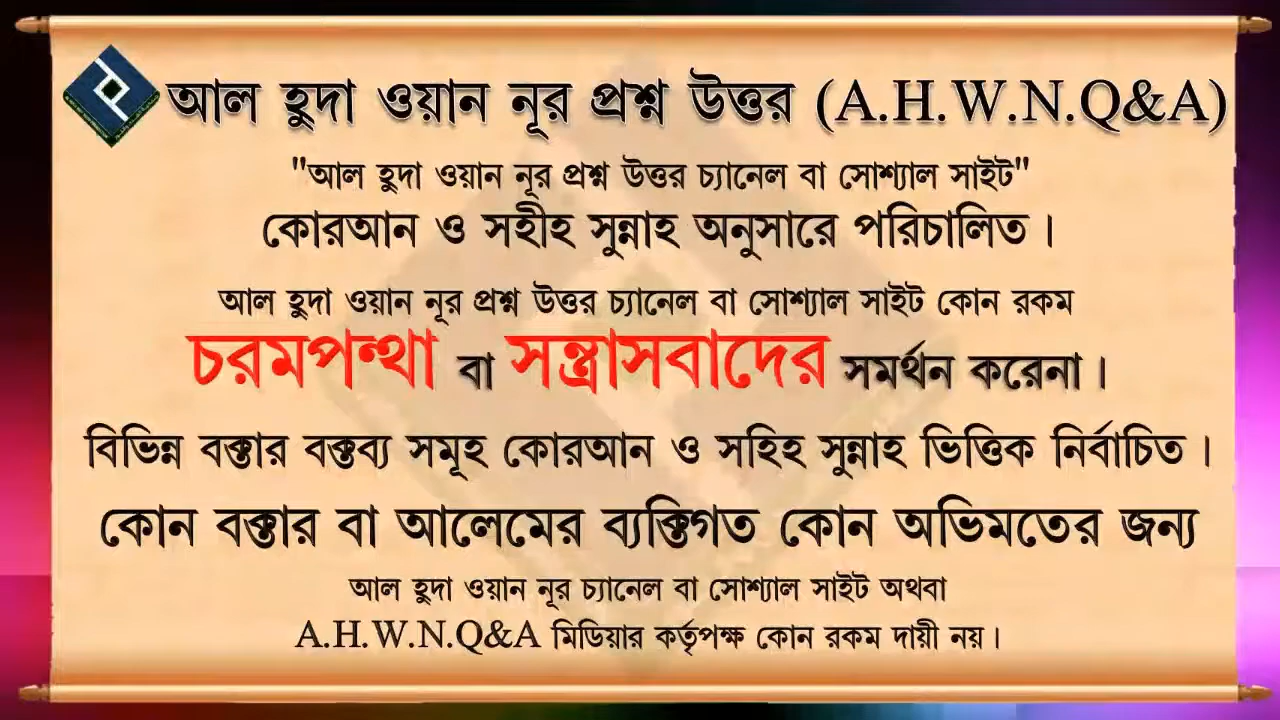 আল হুদা ওয়ান নূর প্রশ্ন উত্তর (A.H.W.N.Q&A)
"আল হুদা ওয়ান নূর প্রশ্ন উত্তর চ্যানেল বা সোশ্যাল সাইট"
কোরআন ও সহীহ সুন্নাহ অনুসারে পরিচালিত।
আল হুদা ওয়ান নূর প্রশ্ন উত্তর চ্যানেল বা সোশ্যাল সাইট কোন রকম
চরমপন্থা বা সন্ত্রাসবাদের সমর্থন করেনা।
বিভিন্ন বক্তার বক্তব্য সমূহ কোরআন ও সহিহ সুন্নাহ ভিত্তিক নির্বাচিত।
কোন বক্তার বা আলেমের ব্যক্তিগত কোন অভিমতের জন্য
আল হুদা ওয়ান নূর চ্যানেল বা সোশ্যাল সাইট অথবা
A.H.W.N.Q&A মিডিয়ার কর্তৃপক্ষ কোন রকম দায়ী নয়।